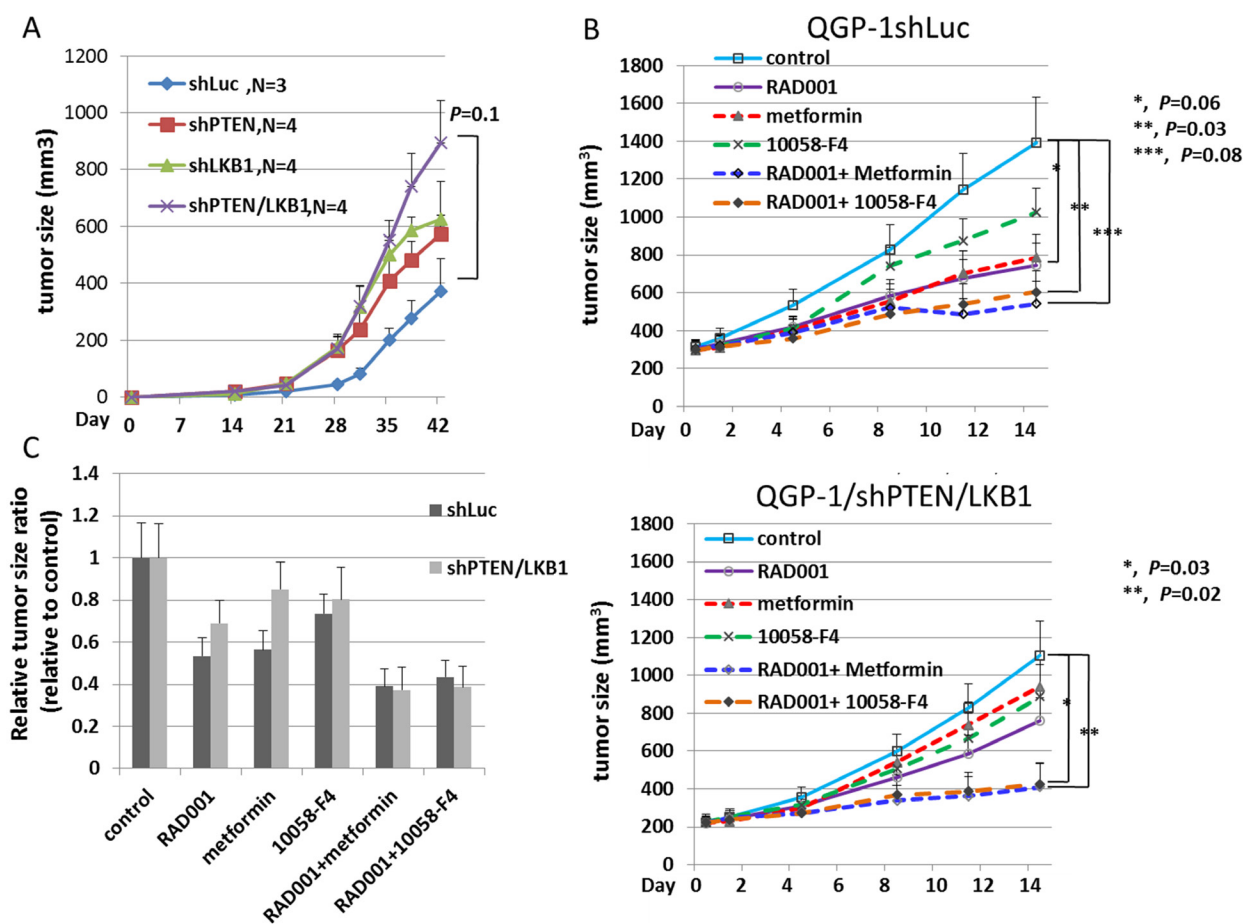 A
1200
1000
800
600
400
200
0
tumor size (mm3)
shLuc ,N=3
shPTEN,N=4
shLKB1,N=4
shPTEN/LKB1,N=4
P=0.1
Day 0 7 14 21 28 35 42
B
QGP-1shLuc
1800
1600
1400
1200
1000
800
600
400
200
0
tumor size (mm3)
control
RAD001
metformin
10058-F4
RAD001+ Metformin
RAD001+ 10058-F4
*
**
***
*, P=0.06
**, P=0.03
***, P=0.08
Day 0 2 4 6 8 10 12 14
C
1.4
1.2
1
0.8
0.6
0.4
0.2
0
Relative tumor size ratio
(relative to control)
shLuc
shPTEN/LKB1
control
RAD001
metformin
10058-F4
RAD001+metformin
RAD001+10058-F4
QGP-1/shPTEN/LKB1
1800
1600
1400
1200
1000
800
600
400
200
0
tumor size (mm3)
control
RAD001
metformin
10058-F4
RAD001+ Metformin
RAD001+ 10058-F4
*
**
*, P=0.03
**, P=0.02
Day 0 2 4 6 8 10 12 14